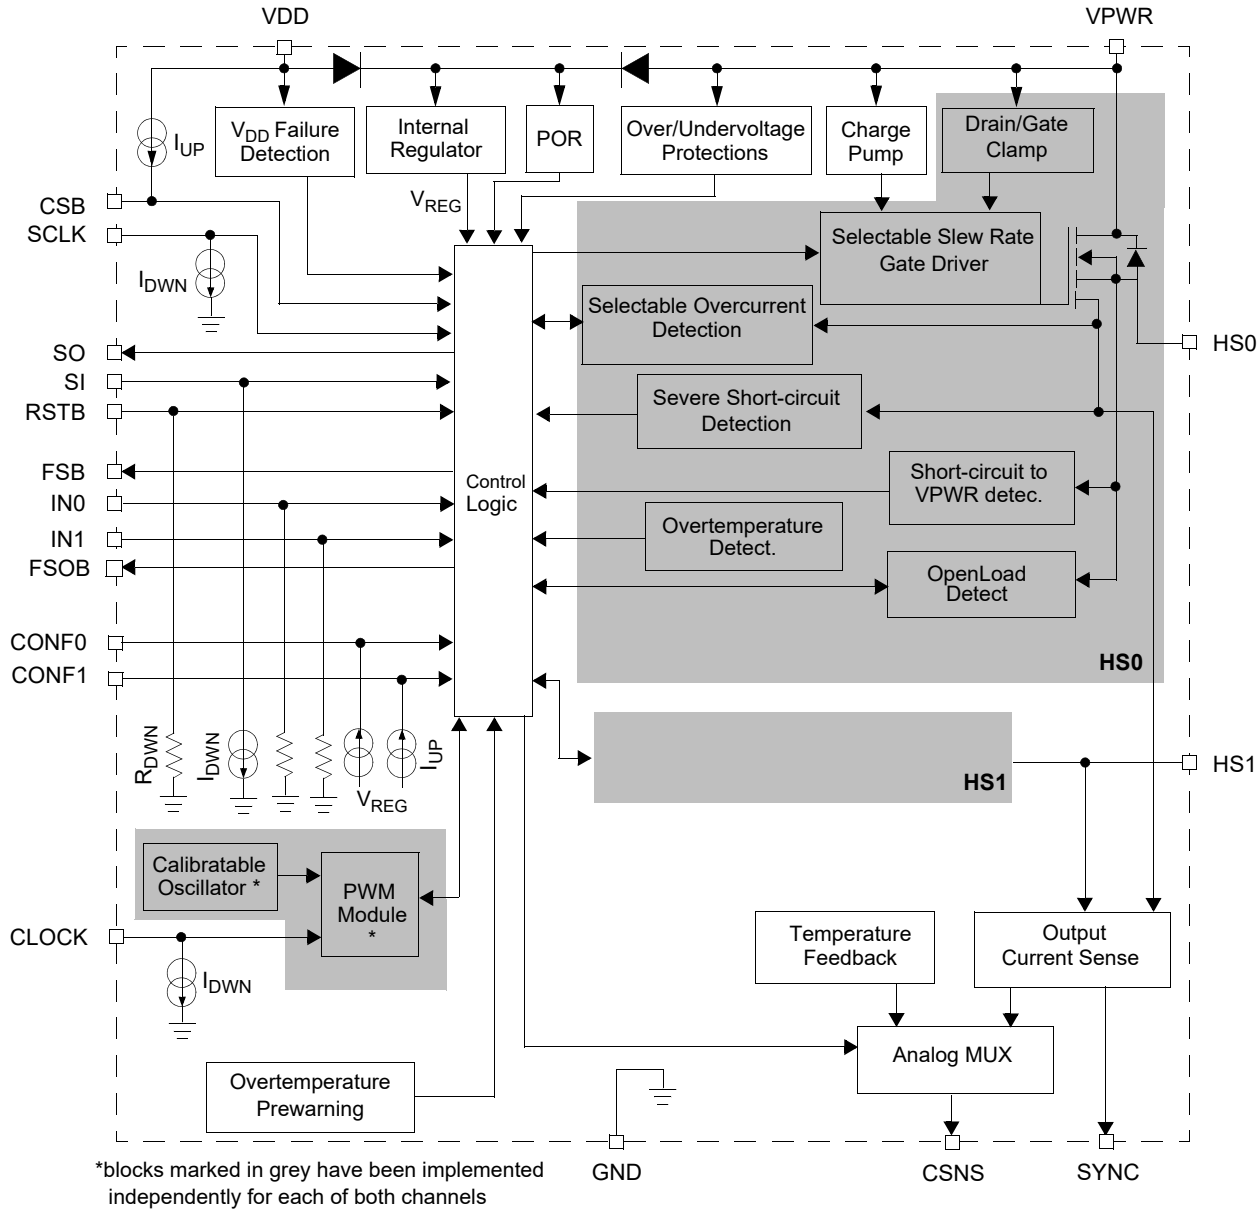 VDD
VPWR
IUP
VDD Failure
Detection
Internal
Regulator
POR
Over/Undervoltage
Protections
Charge
Pump
Drain/Gate
Clamp
CSB
SCLK
VREG
IDWN
Selectable Slew Rate
Gate Driver
Selectable Overcurrent
Detection
HS0
SO
SI
RSTB
Severe Short-circuit
Detection
FSB
IN0
IN1
FSOB
Control
Logic
Short-circuit to
VPWR detec.
Overtemperature
Detect.
OpenLoad
Detect
CONF0
CONF1
HS0
RDWN
IDWN
VREG
IUP
HS1
HS1
Calibratable
Oscillator *
PWM
Module
*
CLOCK
IDWN
Temperature
Feedback
Output
Current Sense
Analog MUX
Overtemperature
Prewarning
GND
CSNS
SYNC
*blocks marked in grey have been implemented
independently for each of both channels